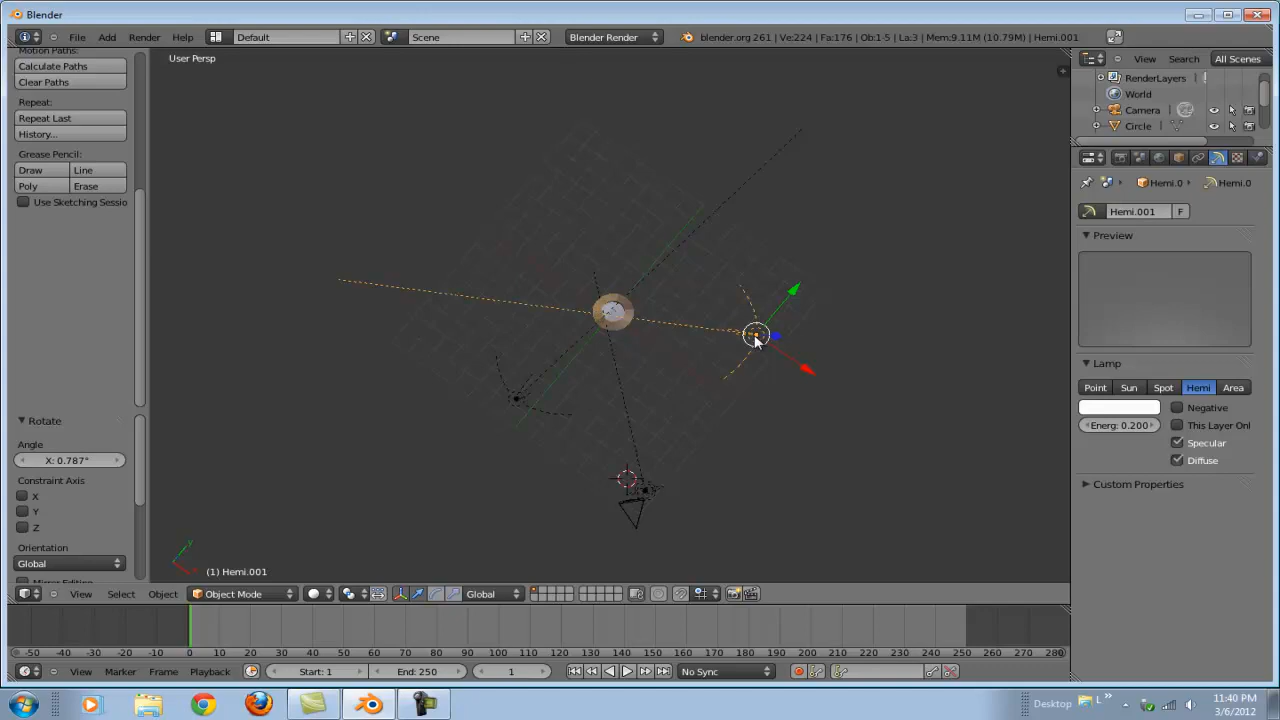 Blender
File Add Render Help Default Scene Blender Render blender.org 261 | Ve:224 | Fa:176 | Ob:1-5 | La:3 | Mem:9.11M (10.79M) | Hemi.001
Motion Paths:
Calculate Paths
Clear Paths
Repeat:
Repeat Last
History...
Grease Pencil:
Draw Line
Poly Erase
Use Sketching Sessio
Rotate
Angle
X: 0.787°
Constraint Axis
X
Y
Z
Orientation
Global
User Persp
y
(1) Hemi.001
View Search All Scenes
RenderLayers
World
Camera
Circle
Hemi.0 Hemi.0
Hemi.001 F
Preview
Lamp
Point Sun Spot Hemi Area
Negative
Energ: 0.200 This Layer Onl
Specular
Diffuse
Custom Properties
View Select Object Object Mode Global
-50 -40 -30 -20 -10 0 10 20 30 40 50 60 70 80 90 100 110 120 130 140 150 160 170 180 190 200 210 220 230 240 250 260 270 280
View Marker Frame Playback Start: 1 End: 250 1 No Sync
Desktop L » 11:40 PM
3/6/2012